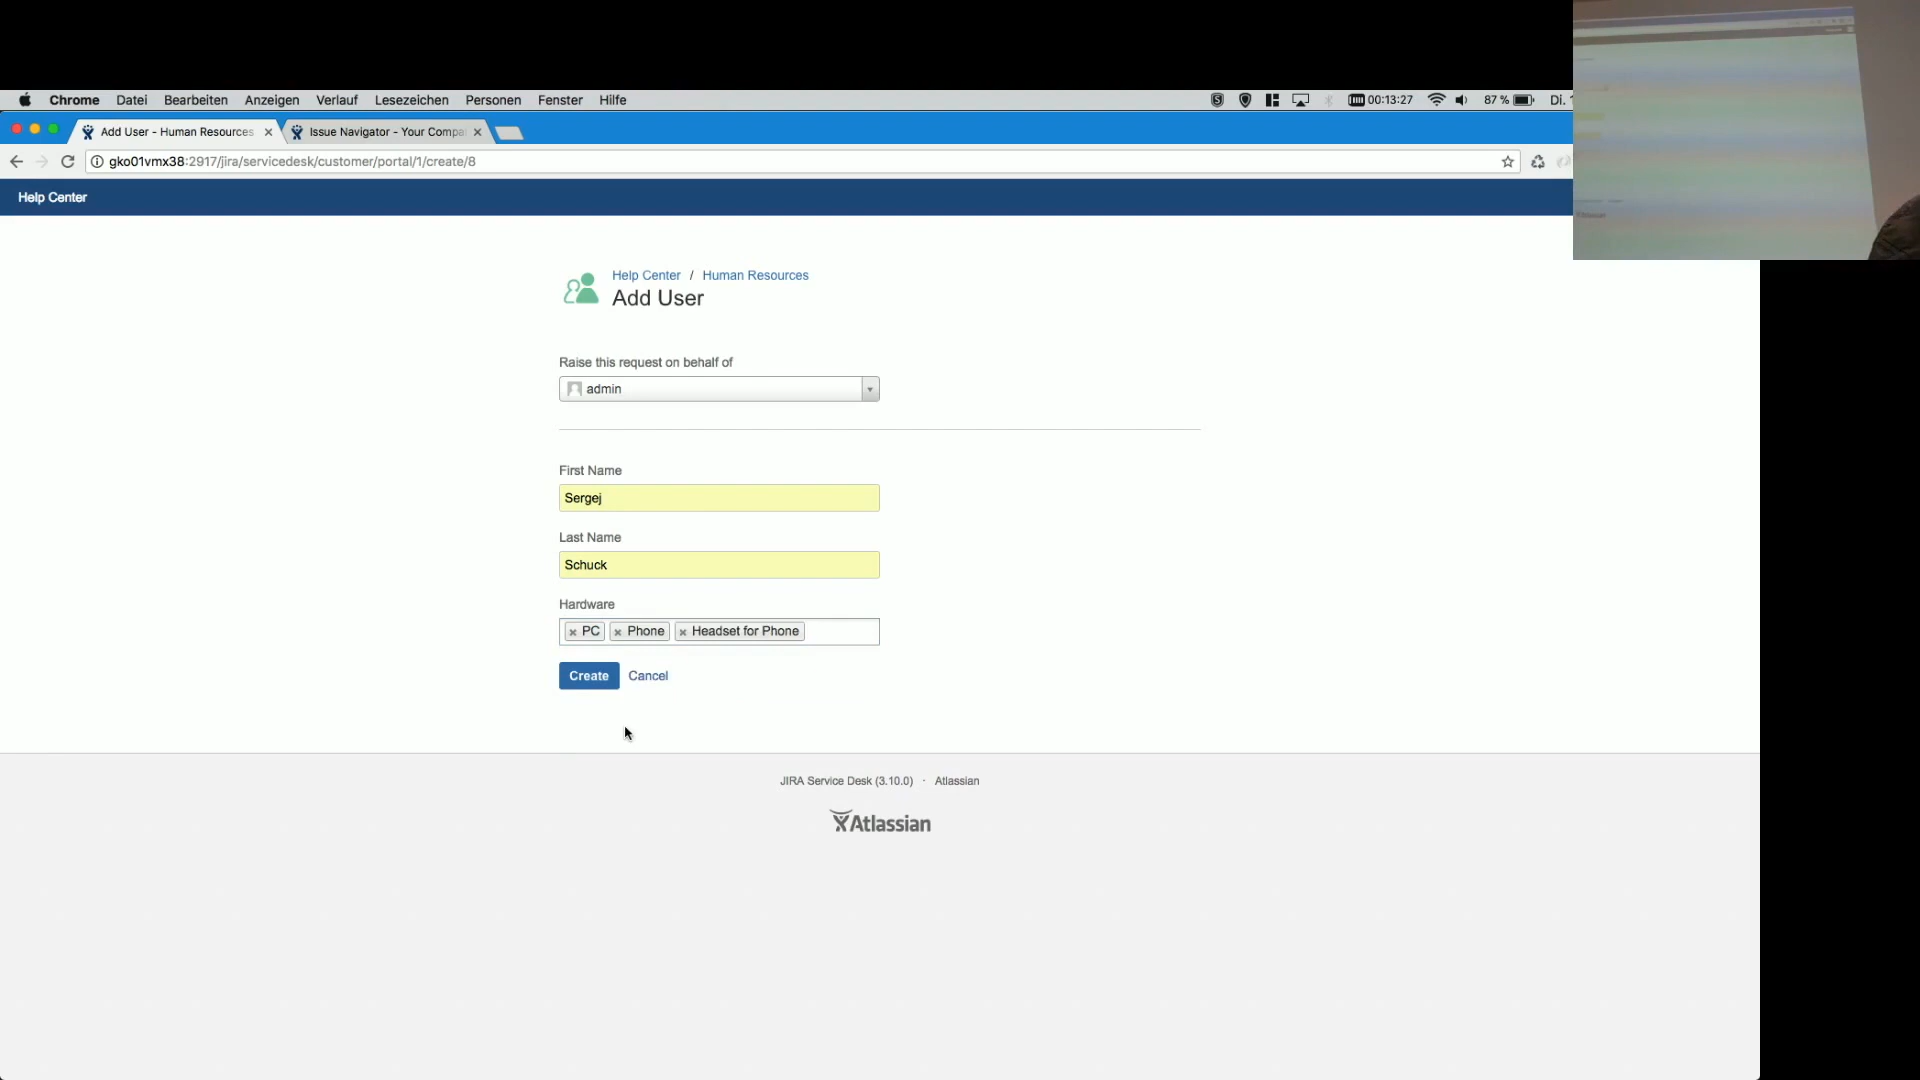 Chrome Datei Bearbeiten Anzeigen Verlauf Lesezeichen Personen Fenster Hilfe 00:13:27 87 % Di.
Add User - Human Resources Issue Navigator - Your Compa
gko01vmx38:2917/jira/servicedesk/customer/portal/1/create/8
Help Center
Help Center / Human Resources
Add User
Raise this request on behalf of
admin
First Name
Sergej
Last Name
Schuck
Hardware
PC Phone Headset for Phone
Create Cancel
JIRA Service Desk (3.10.0) · Atlassian
Atlassian